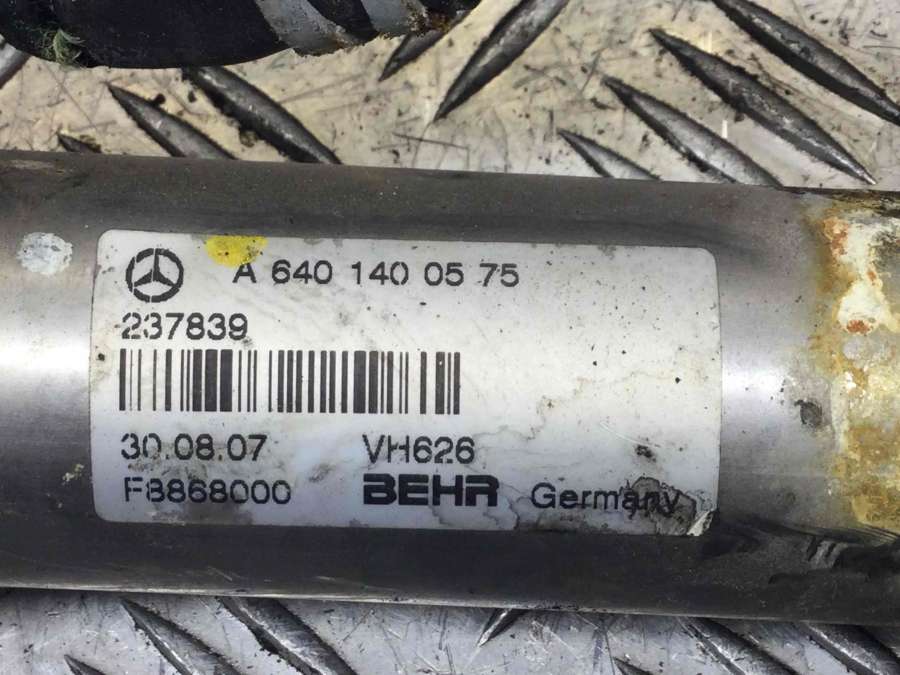 A 640 140 05 75
237839
30.08.07 VH626
F8868000 BEHR Germany